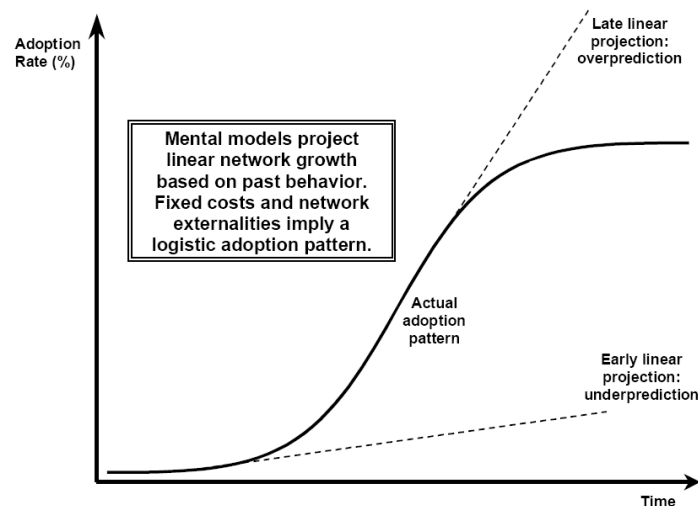 Adoption
Rate (%)
Late linear
projection:
overprediction
Mental models project
linear network growth
based on past behavior.
Fixed costs and network
externalities imply a
logistic adoption pattern.
Actual
adoption
pattern
Early linear
projection:
underprediction
Time